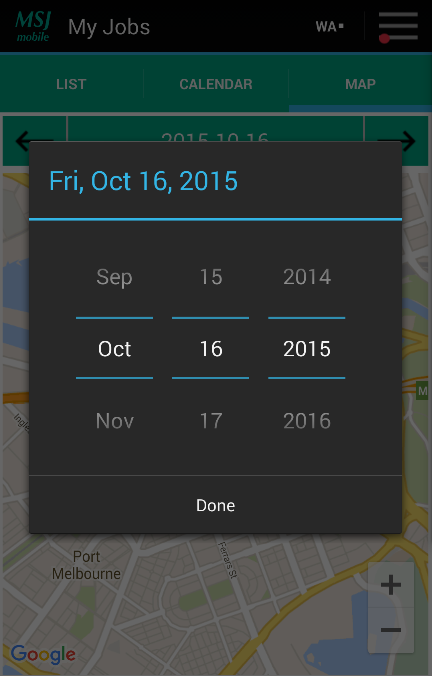 MSJ
mobile
My Jobs
WA
LIST
CALENDAR
MAP
2015-10-16
Fri, Oct 16, 2015
Sep 15 2014
Oct 16 2015
Nov 17 2016
Done
M
Ingle
Port
Melbourne
Ferrars St
+
−
Google